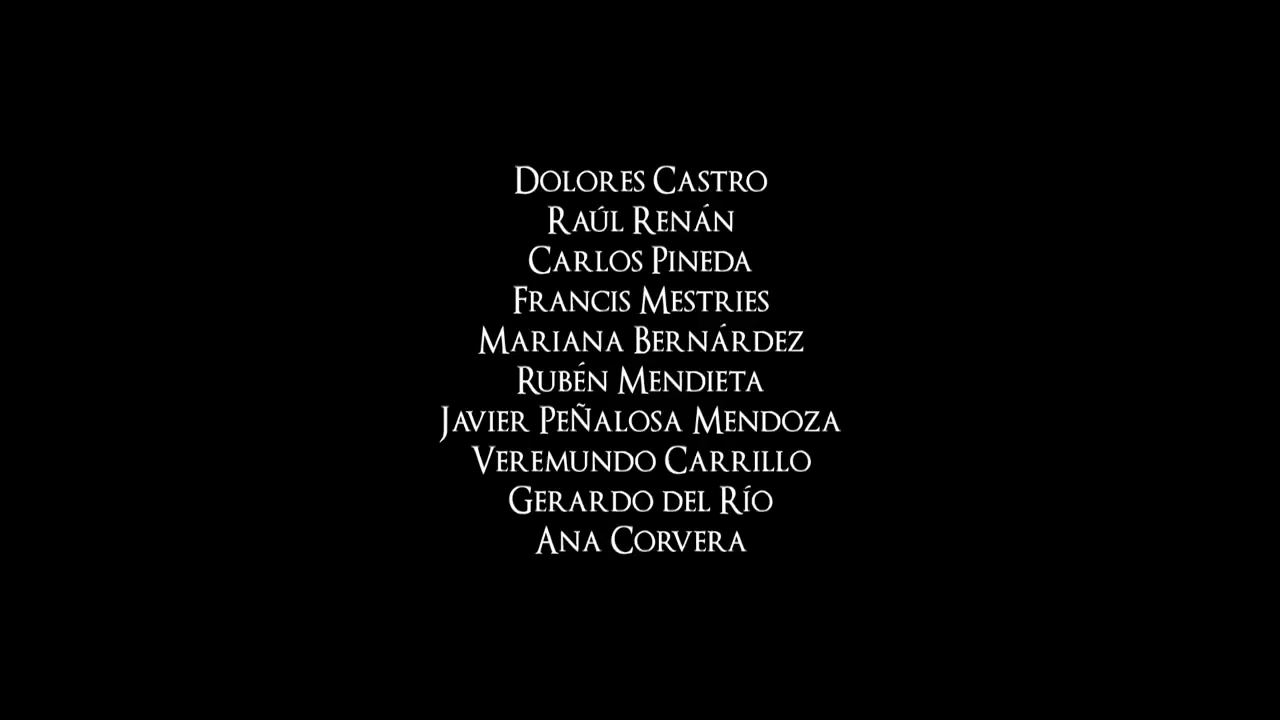 Dolores Castro
Raúl Renán
Carlos Pineda
Francis Mestries
Mariana Bernárdez
Rubén Mendieta
Javier Peñalosa Mendoza
Veremundo Carrillo
Gerardo del Río
Ana Corvera